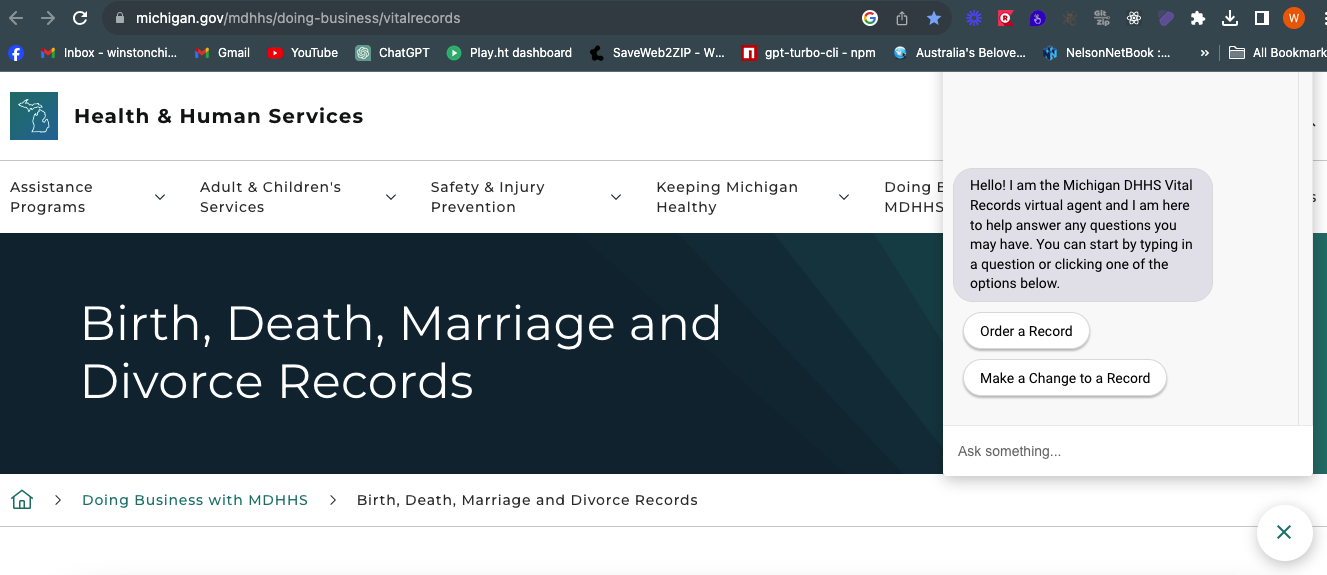 michigan.gov/mdhhs/doing-business/vitalrecords
W
Inbox - winstonchi... Gmail YouTube ChatGPT Play.ht dashboard SaveWeb2ZIP - W... gpt-turbo-cli - npm Australia's Belove... NelsonNetBook :... » All Bookmark
Health & Human Services
Assistance
Programs
Adult & Children's
Services
Safety & Injury
Prevention
Keeping Michigan
Healthy
Doing
MDHHS
Birth, Death, Marriage and
Divorce Records
Doing Business with MDHHS > Birth, Death, Marriage and Divorce Records
Hello! I am the Michigan DHHS Vital
Records virtual agent and I am here
to help answer any questions you
may have. You can start by typing in
a question or clicking one of the
options below.
Order a Record
Make a Change to a Record
Ask something...